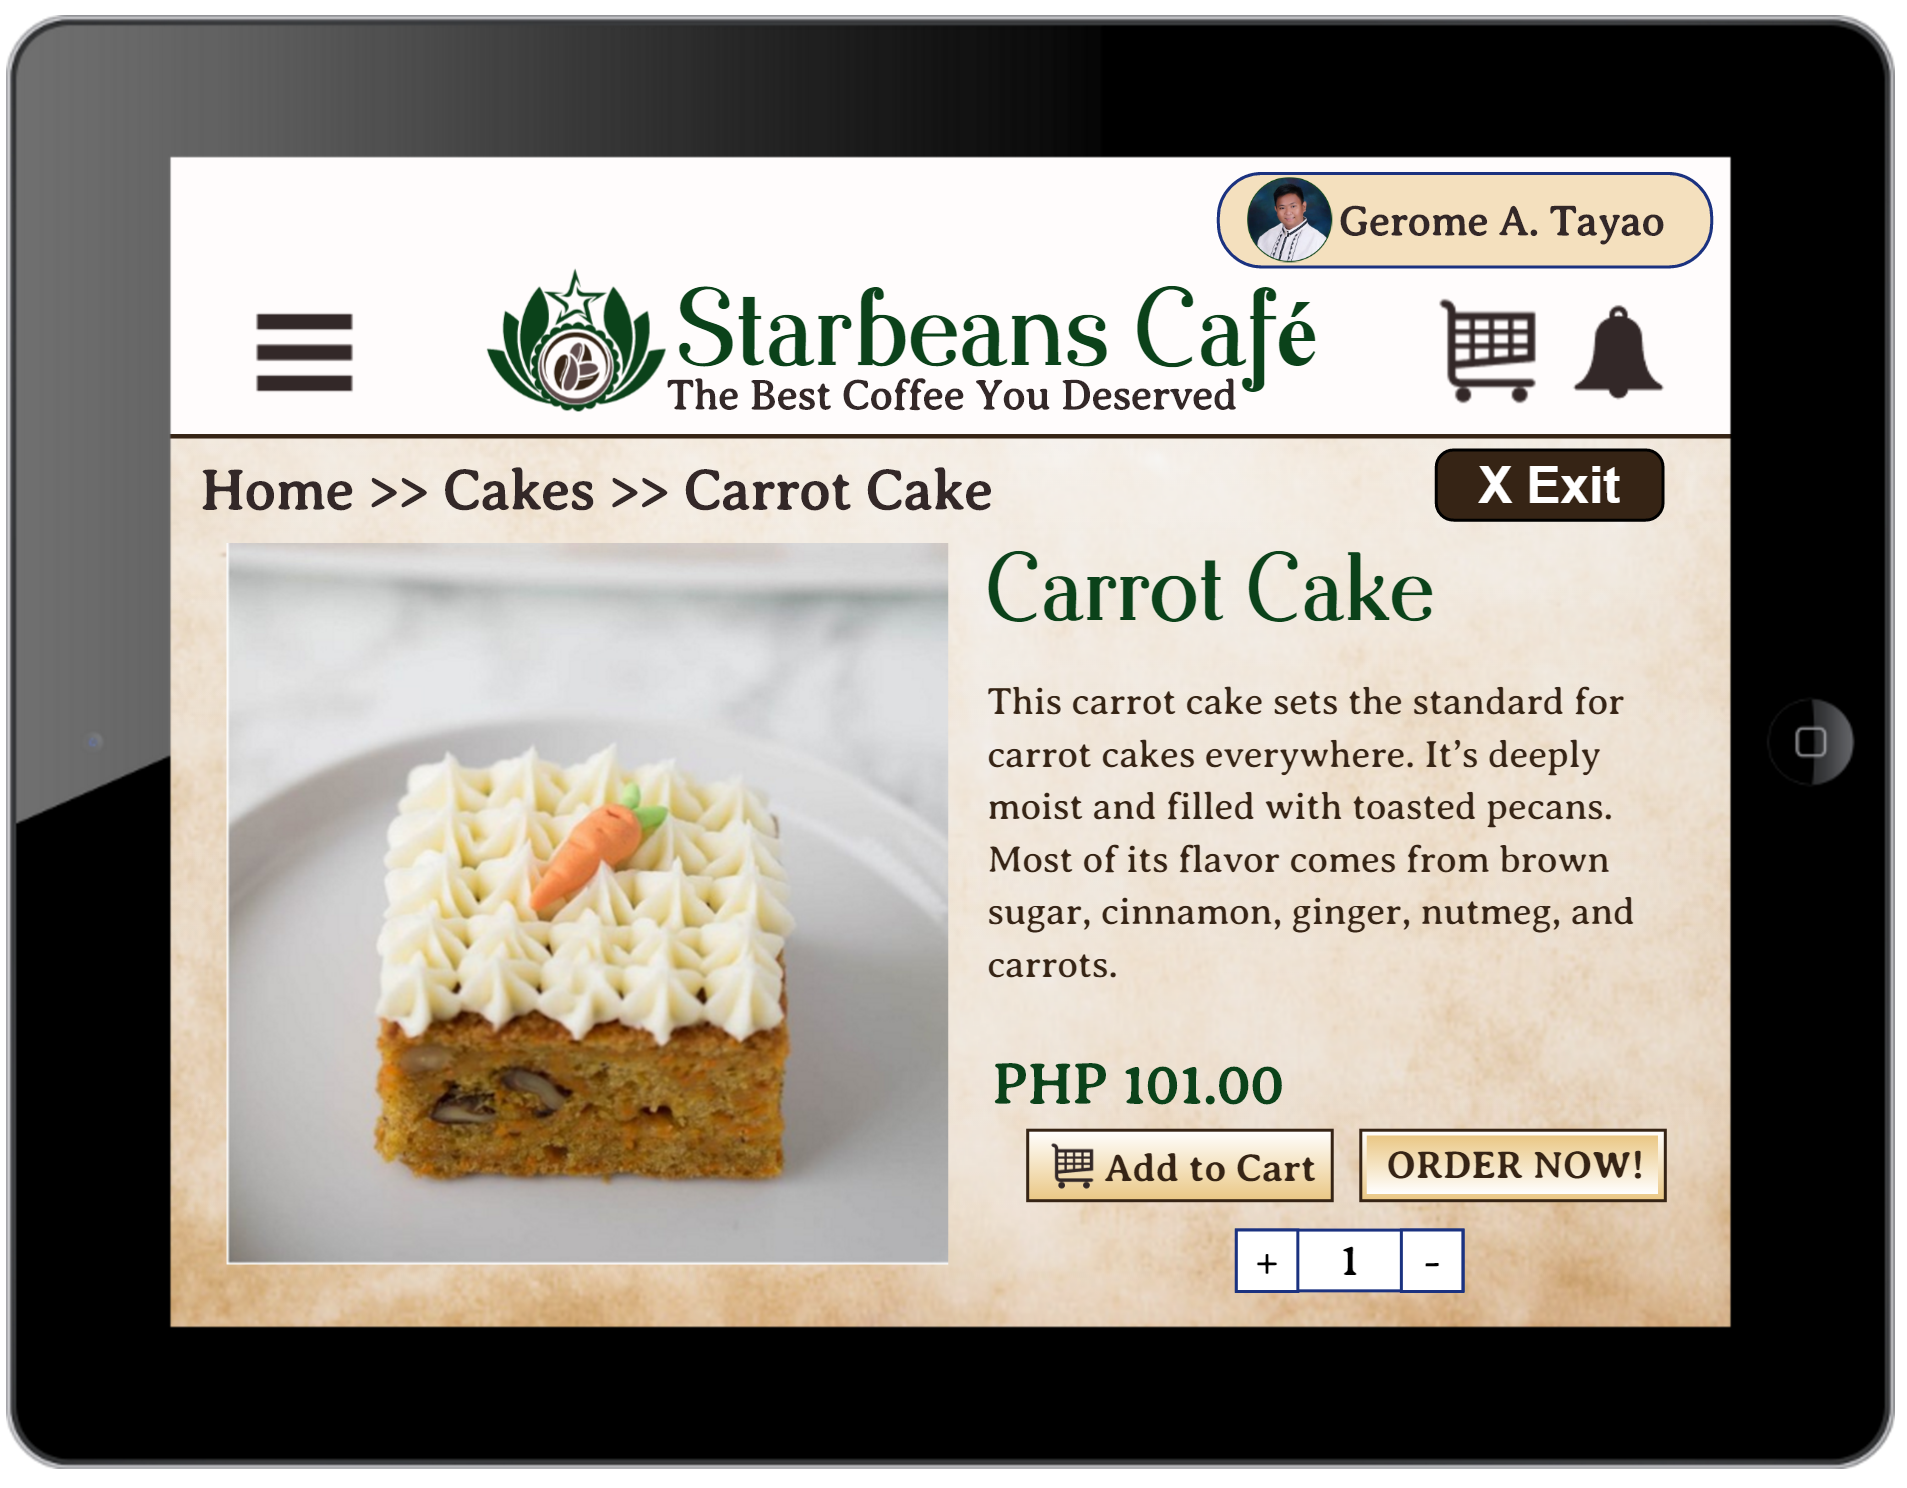 Gerome A. Tayao
Starbeans Café
The Best Coffee You Deserved
Home >> Cakes >> Carrot Cake
X Exit
Carrot Cake
This carrot cake sets the standard for
carrot cakes everywhere. It’s deeply
moist and filled with toasted pecans.
Most of its flavor comes from brown
sugar, cinnamon, ginger, nutmeg, and
carrots.
PHP 101.00
Add to Cart
ORDER NOW!
+ 1 -